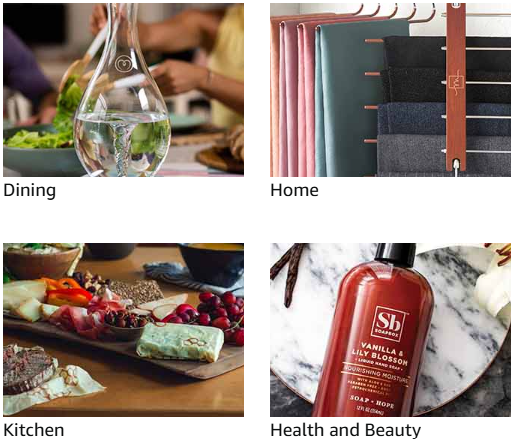 Dining
Home
Sb
SOAPBOX
VANILLA &
LILY BLOSSOM
LIQUID HAND SOAP
NOURISHING MOISTURE
SOAP = HOPE
Kitchen
Health and Beauty